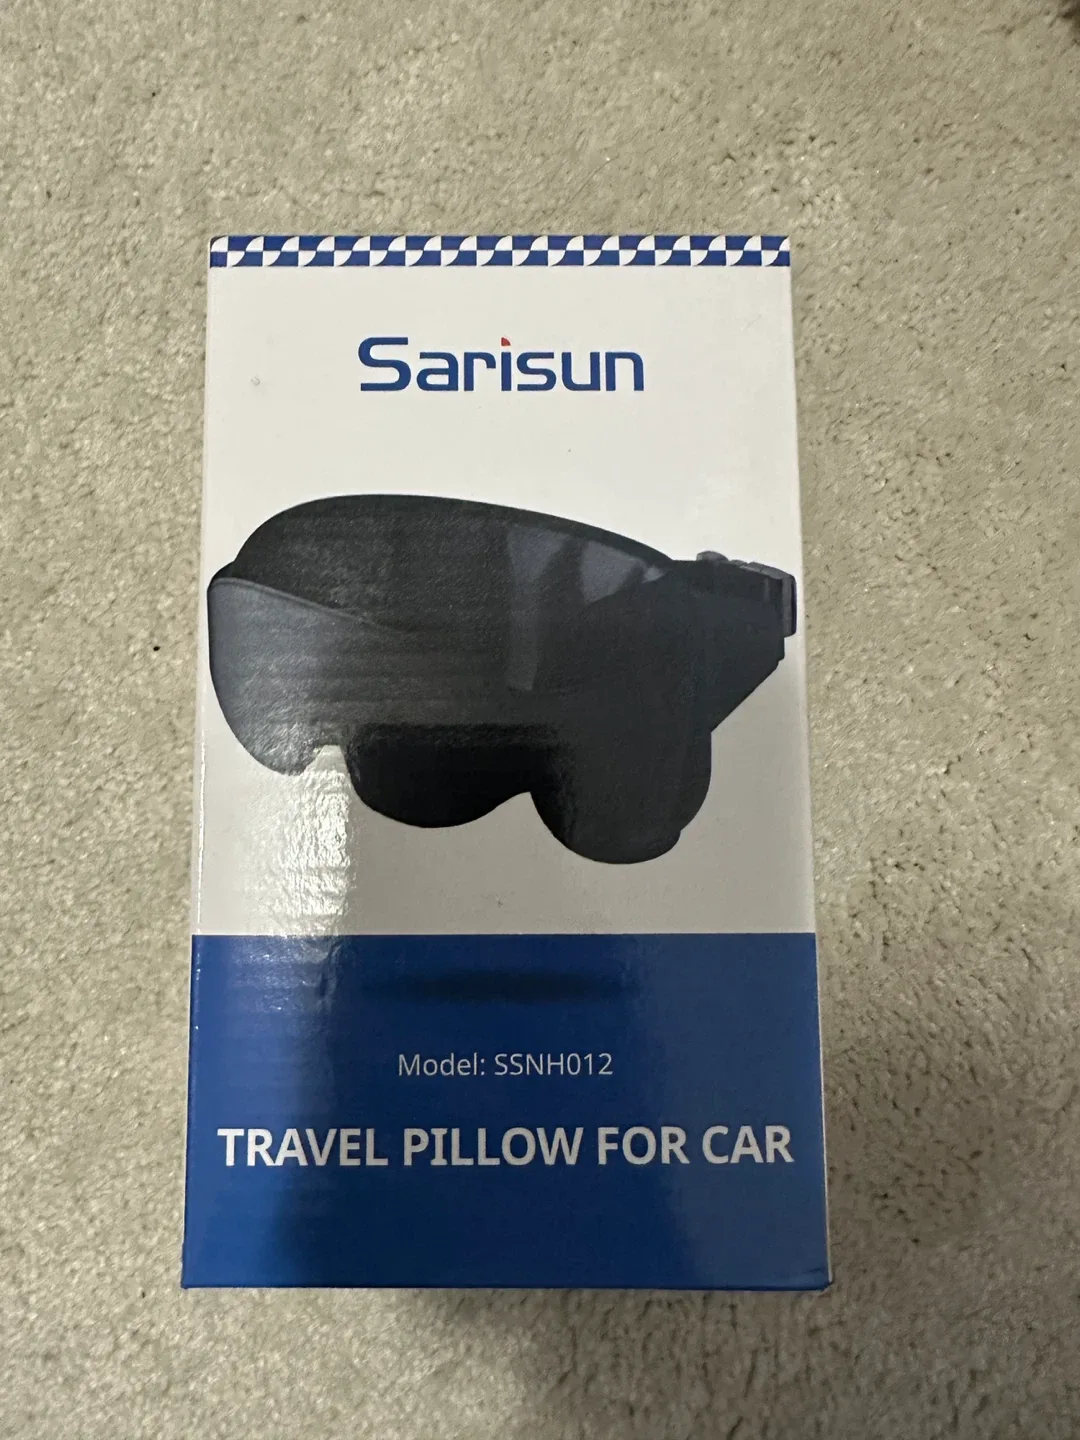 Sarisun
Model: SSNH012
TRAVEL PILLOW FOR CAR